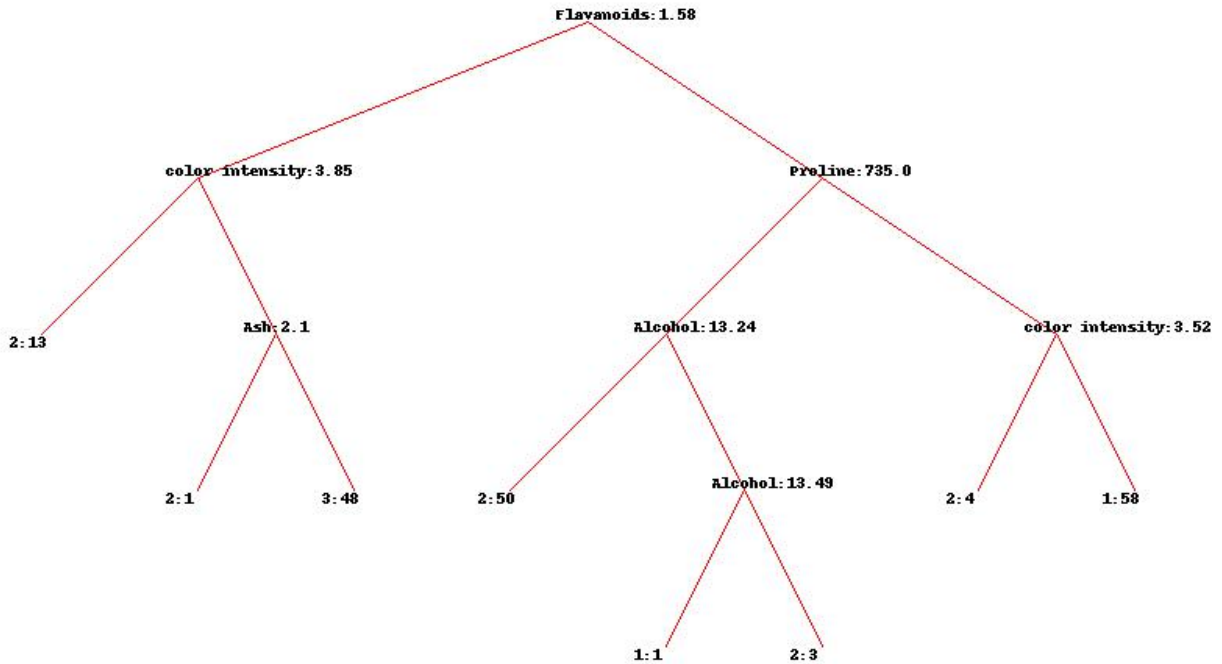 Flavanoids:1.58
color intensity:3.85
Proline:735.0
2:13
Ash:2.1
Alcohol:13.24
color intensity:3.52
2:1
3:48
2:50
Alcohol:13.49
2:4
1:58
1:1
2:3